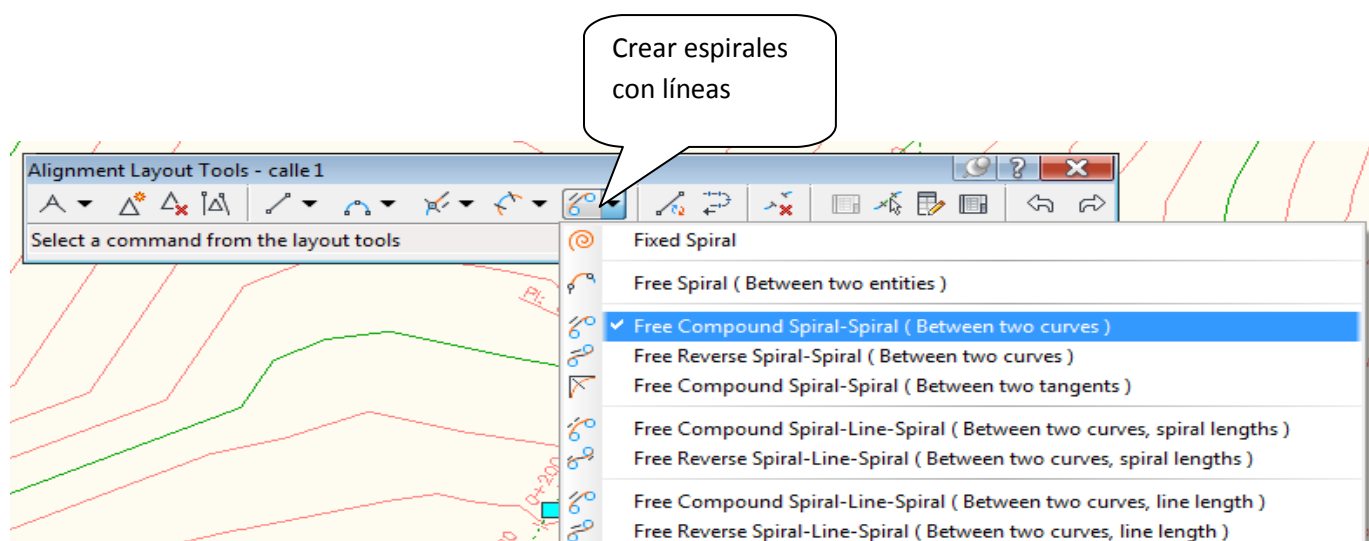 Crear espirales
con líneas
Alignment Layout Tools - calle1
Select a command from the layout tools
Fixed Spiral
Free Spiral ( Between two entities )
Free Compound Spiral-Spiral ( Between two curves )
Free Reverse Spiral-Spiral ( Between two curves )
Free Compound Spiral-Spiral ( Between two tangents )
Free Compound Spiral-Line-Spiral ( Between two curves, spiral lengths )
Free Reverse Spiral-Line-Spiral ( Between two curves, spiral lengths )
Free Compound Spiral-Line-Spiral ( Between two curves, line length )
Free Reverse Spiral-Line-Spiral ( Between two curves, line length )
PI:
0+200